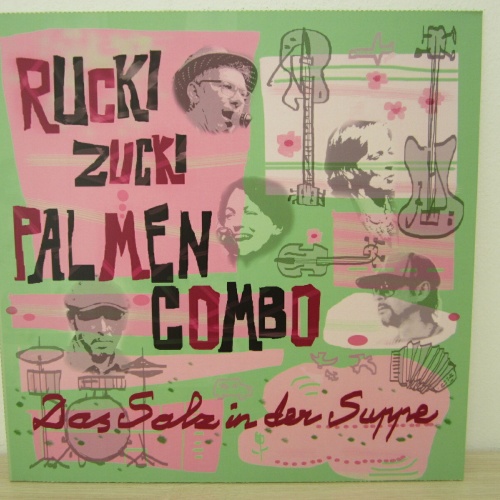 RUCKI
ZUCKI
PALMEN
COMBO
Das Salz in der Suppe